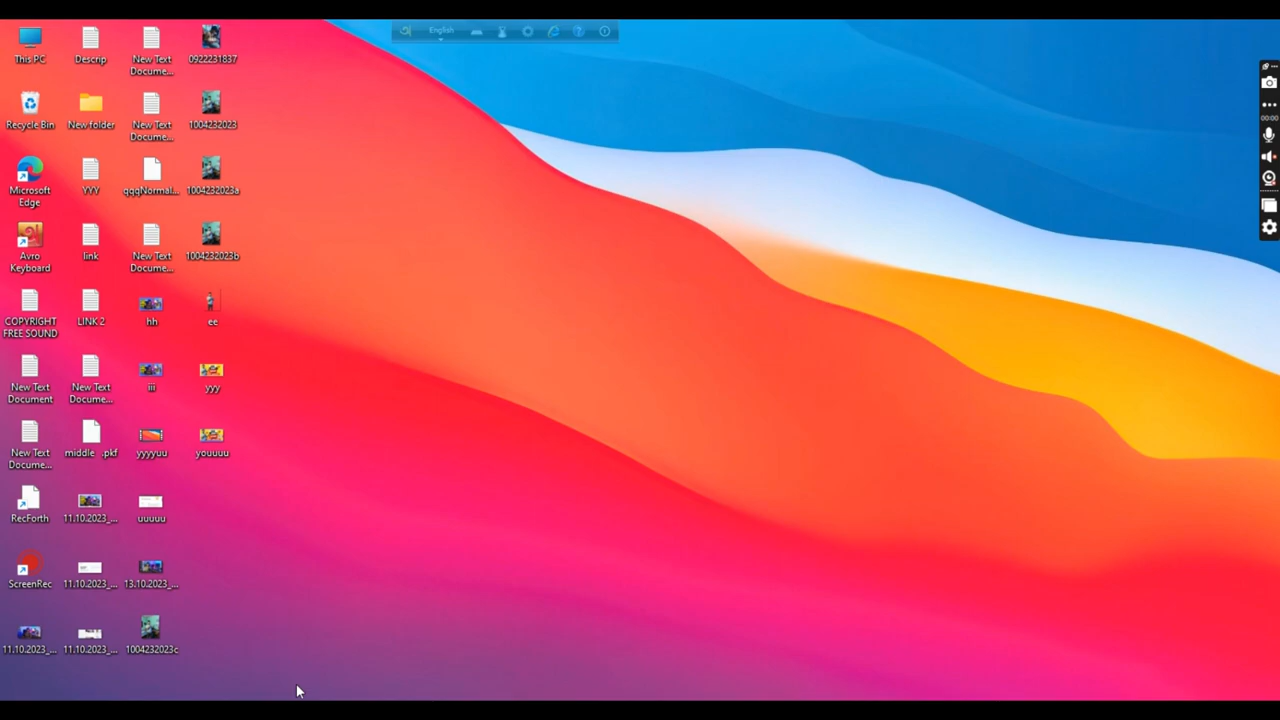 English
00:00
This PC
Descrip
New Text
Docume...
0922231837
Recycle Bin
New folder
New Text
Docume...
1004232023
Microsoft
Edge
YYY
qqqNormal...
1004232023a
Avro
Keyboard
link
New Text
Docume...
1004232023b
COPYRIGHT
FREE SOUND
LINK 2
hh
ee
New Text
Document
New Text
Docume...
iii
yyy
New Text
Docume...
middle .pkf
yyyyuu
youuuu
RecForth
11.10.2023_...
uuuuu
ScreenRec
11.10.2023_...
13.10.2023_...
11.10.2023_...
11.10.2023_...
1004232023c